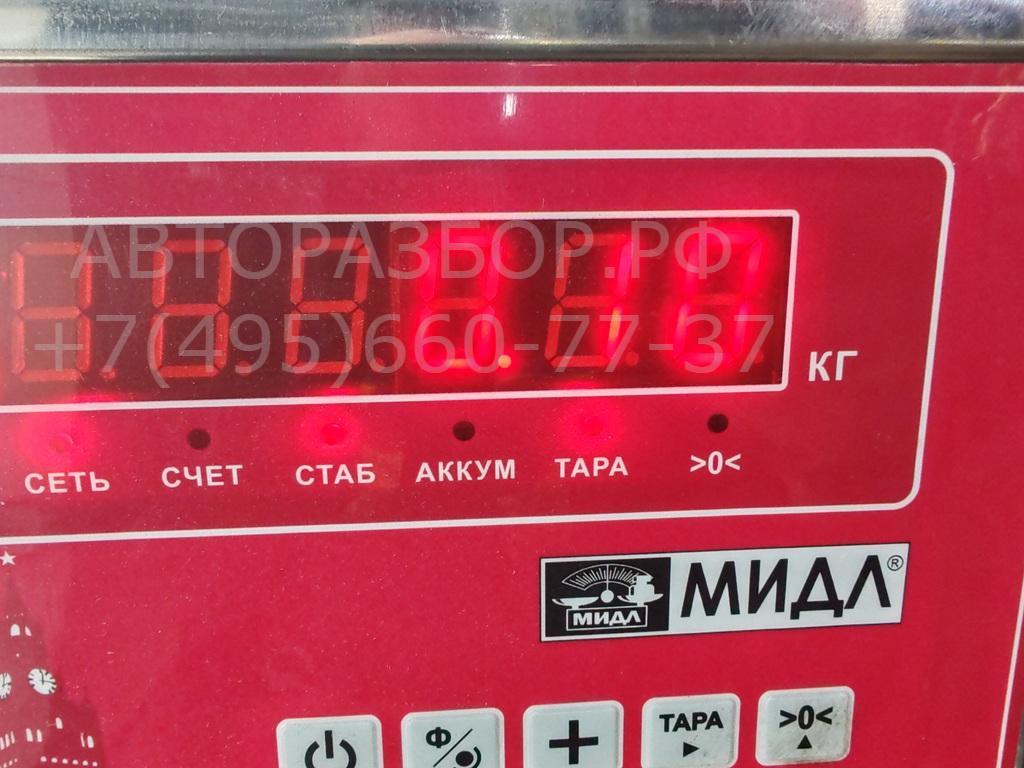 АВТОРАЗБОР.РФ
+7(495)660-77-37
КГ
СЕТЬ СЧЕТ СТАБ АККУМ ТАРА >0<
МИДЛ
МИДЛ®
Ф ТАРА >0<